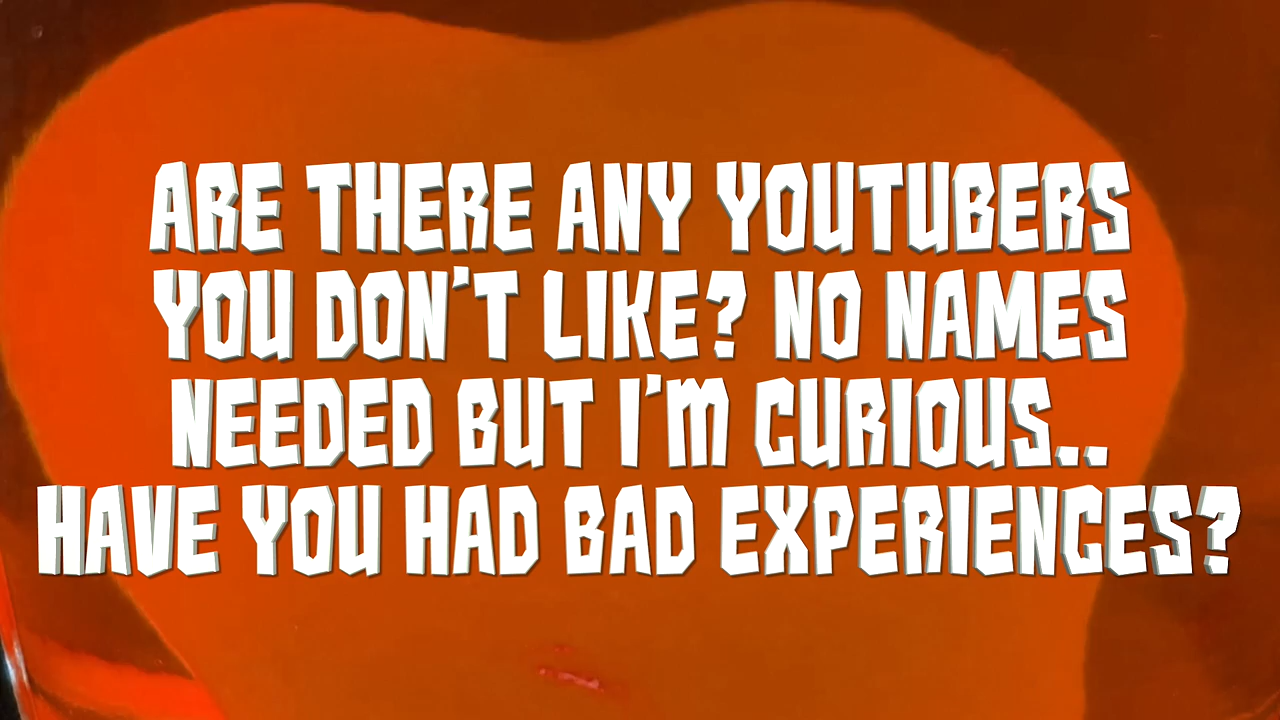 ARE THERE ANY YOUTUBERS
YOU DON'T LIKE? NO NAMES
NEEDED BUT I'M CURIOUS..
HAVE YOU HAD BAD EXPERIENCES?